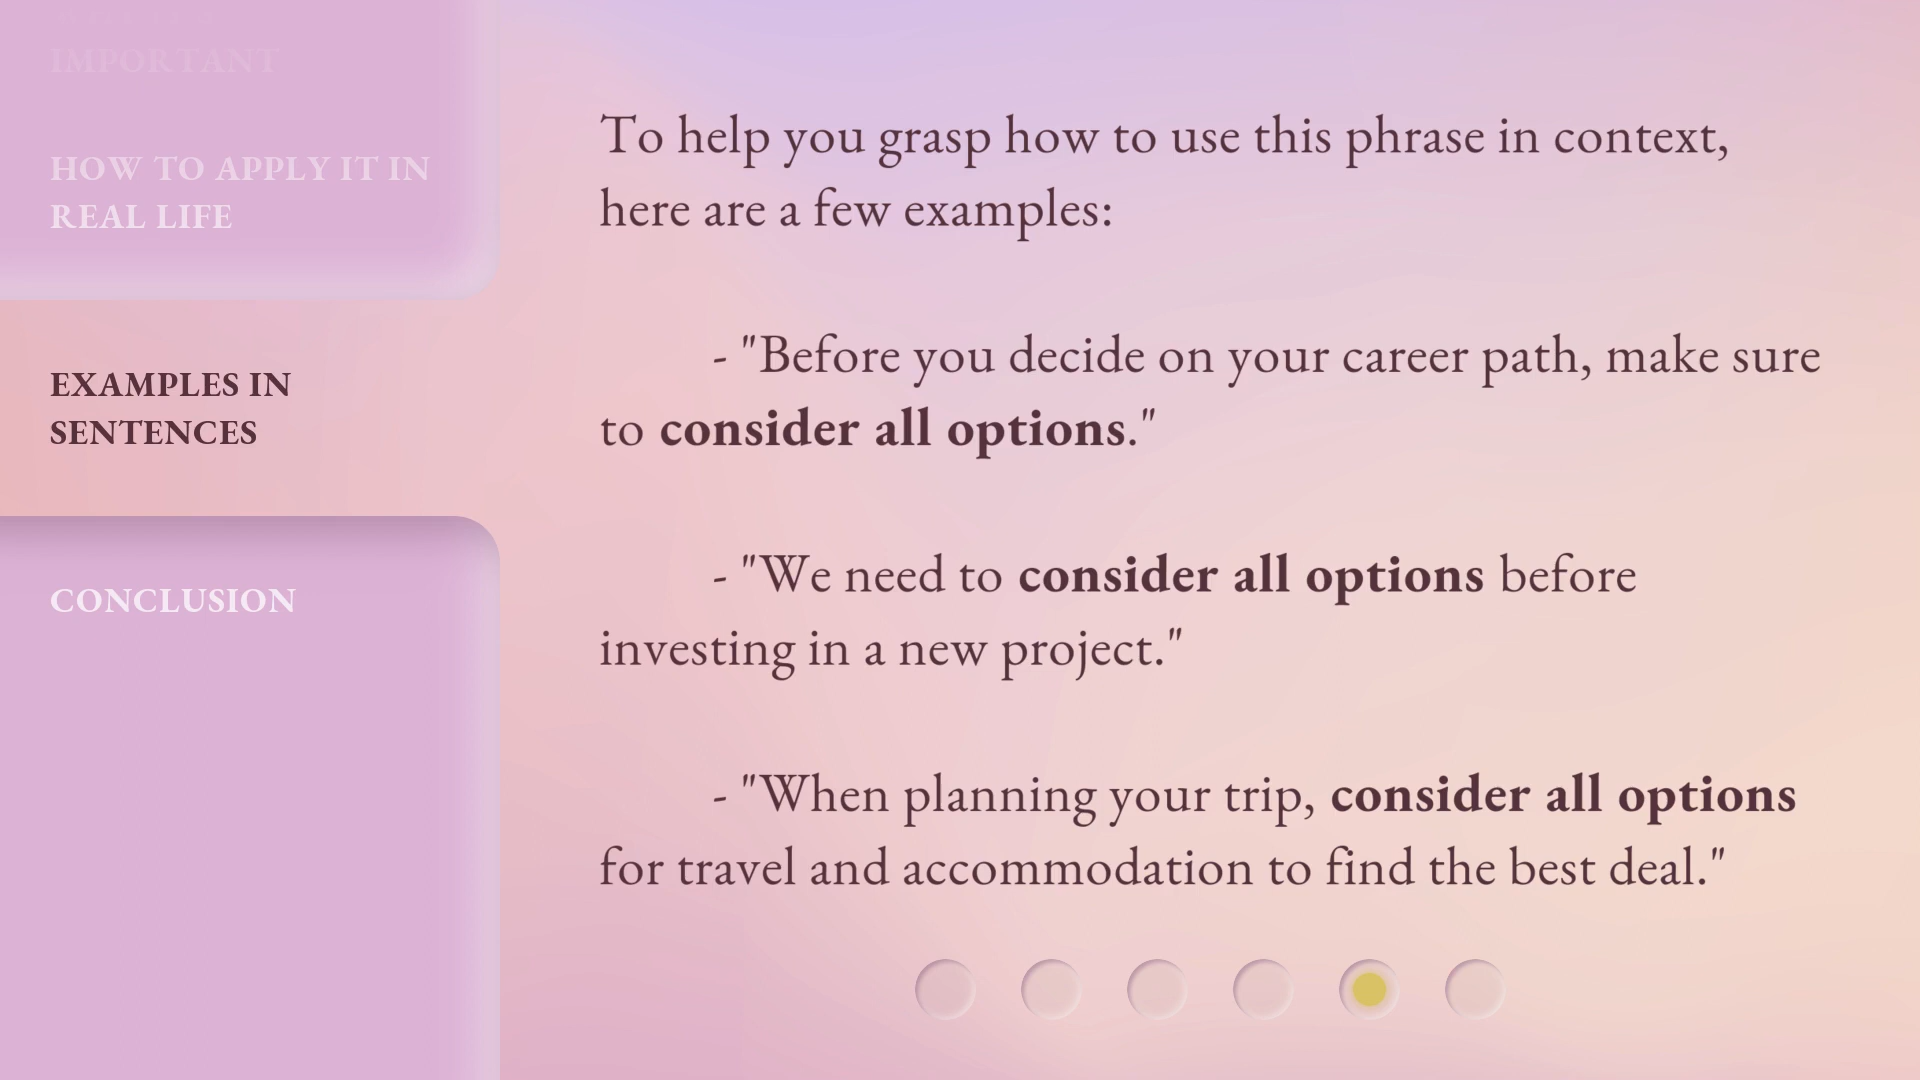 IMPORTANT
HOW TO APPLY IT IN
REAL LIFE
EXAMPLES IN
SENTENCES
CONCLUSION
To help you grasp how to use this phrase in context,
here are a few examples:
- "Before you decide on your career path, make sure
to consider all options."
- "We need to consider all options before
investing in a new project."
- "When planning your trip, consider all options
for travel and accommodation to find the best deal."